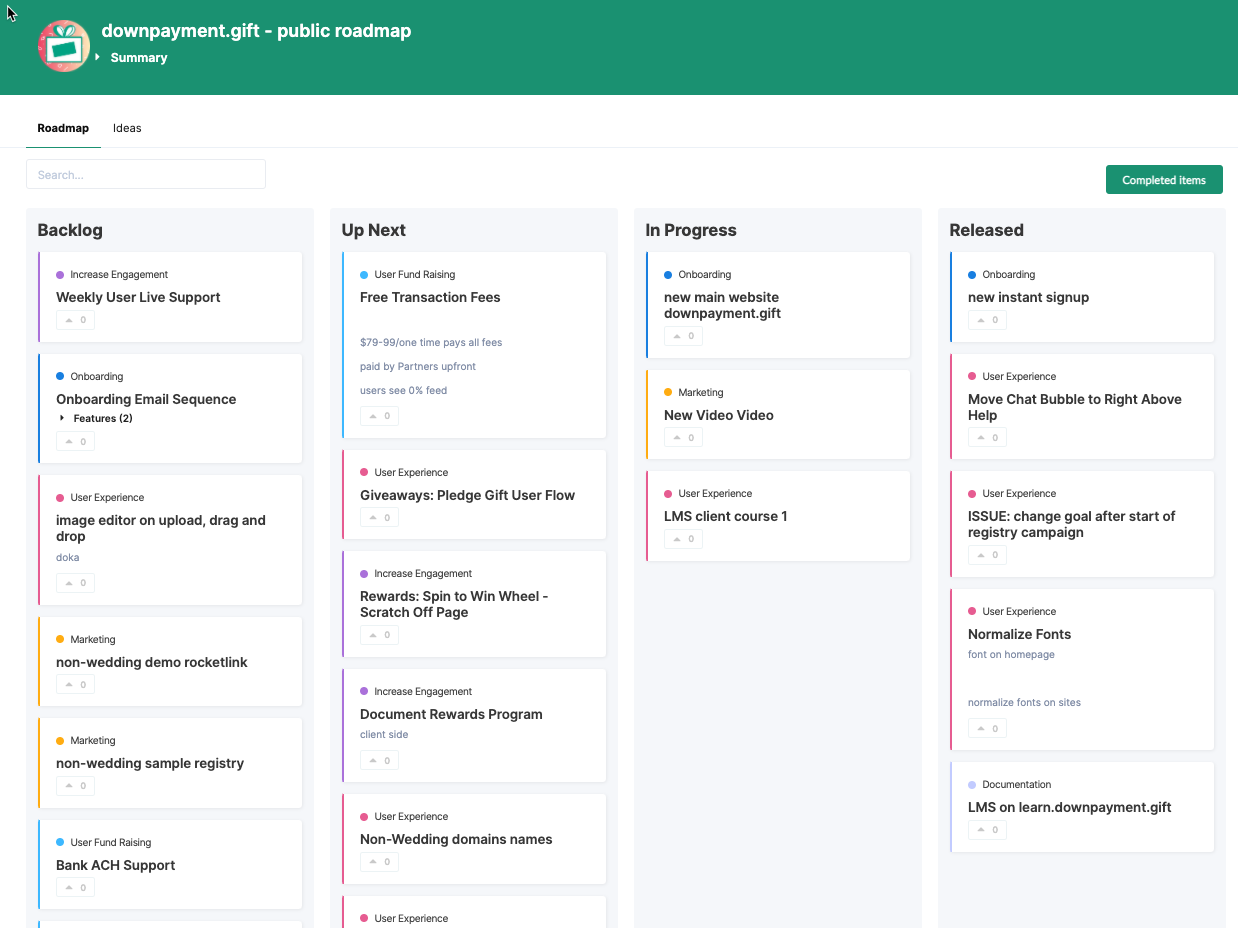 downpayment.gift - public roadmap
Summary
Roadmap
Ideas
Search...
Completed items
Backlog
Increase Engagement
Weekly User Live Support
0
Onboarding
Onboarding Email Sequence
Features (2)
0
User Experience
image editor on upload, drag and
drop
doka
0
Marketing
non-wedding demo rocketlink
0
Marketing
non-wedding sample registry
0
User Fund Raising
Bank ACH Support
0
Up Next
User Fund Raising
Free Transaction Fees
$79-99/one time pays all fees
paid by Partners upfront
users see 0% feed
0
User Experience
Giveaways: Pledge Gift User Flow
0
Increase Engagement
Rewards: Spin to Win Wheel -
Scratch Off Page
0
Increase Engagement
Document Rewards Program
client side
0
User Experience
Non-Wedding domains names
0
User Experience
In Progress
Onboarding
new main website
downpayment.gift
0
Marketing
New Video Video
0
User Experience
LMS client course 1
0
Released
Onboarding
new instant signup
0
User Experience
Move Chat Bubble to Right Above
Help
0
User Experience
ISSUE: change goal after start of
registry campaign
0
User Experience
Normalize Fonts
font on homepage
normalize fonts on sites
0
Documentation
LMS on learn.downpayment.gift
0